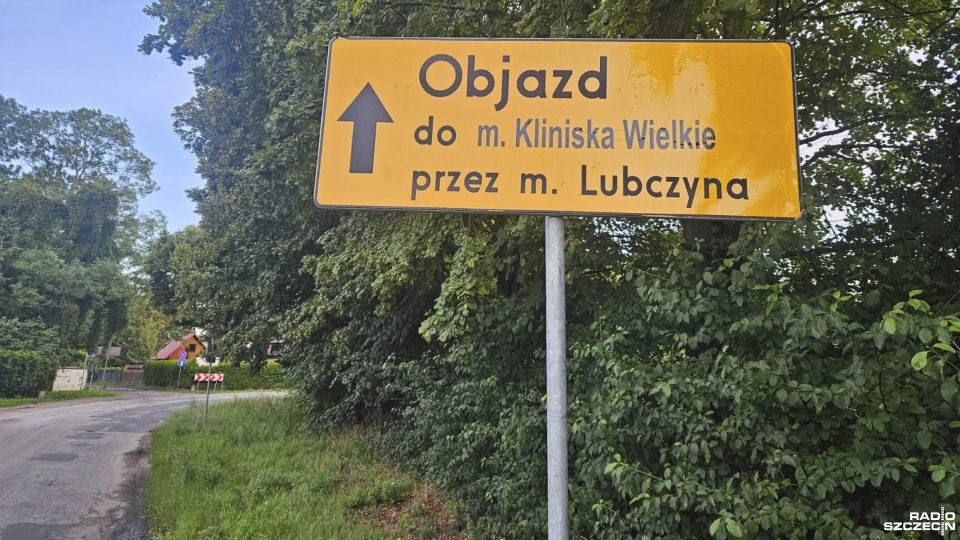 Objazd
do m. Kliniska Wielkie
przez m. Lubczyna
RADIO
SZCZECIN